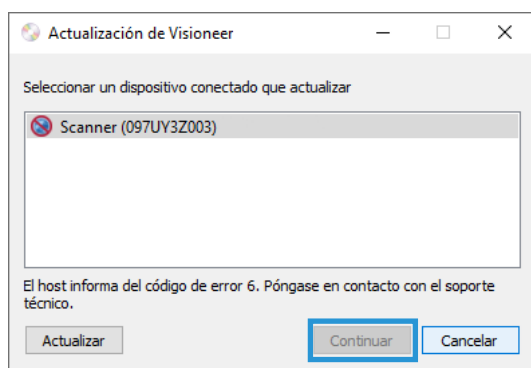 Actualización de Visioneer
Seleccionar un dispositivo conectado que actualizar
Scanner (097UY3Z003)
El host informa del código de error 6. Póngase en contacto con el soporte
técnico.
Actualizar
Continuar
Cancelar